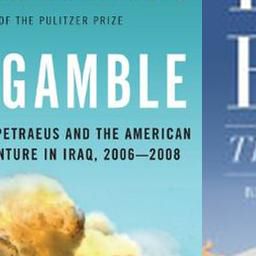 OF THE PULITZER PRIZE
GAMBLE
PETRAEUS AND THE AMERICAN
NTURE IN IRAQ, 2006—2008